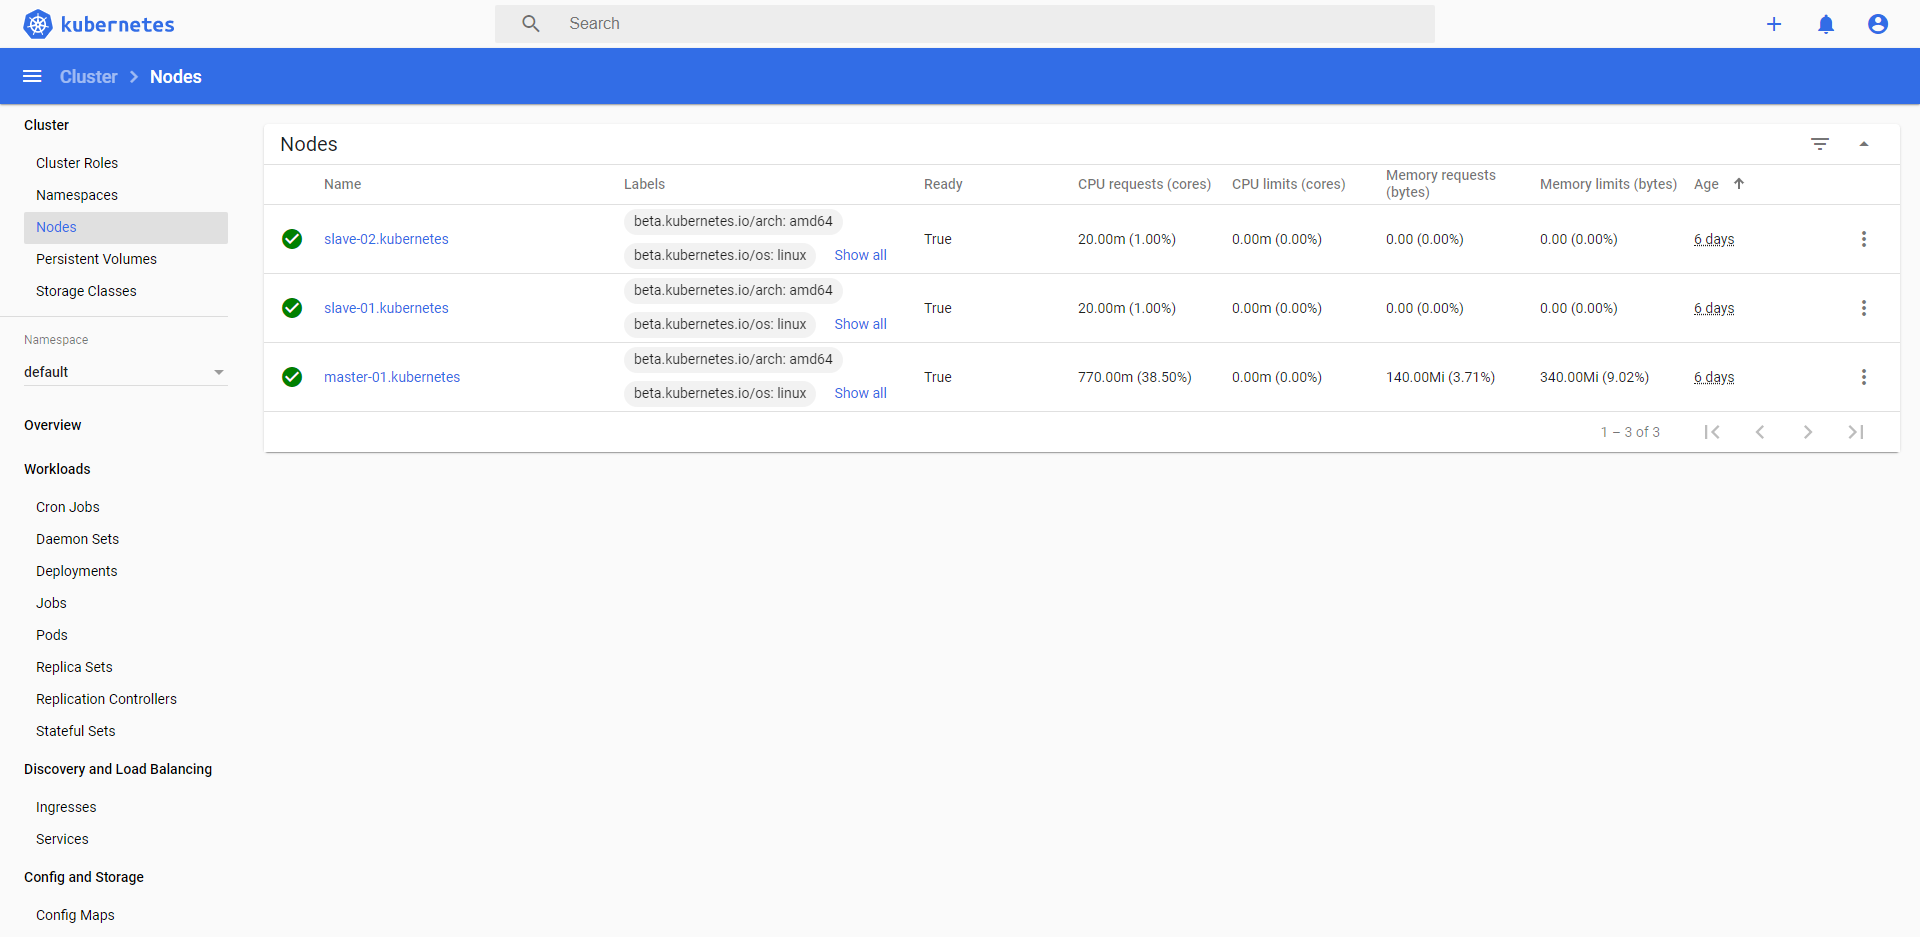 kubernetes
Search
Cluster > Nodes
Cluster
Cluster Roles
Namespaces
Nodes
Persistent Volumes
Storage Classes
Namespace
default
Overview
Workloads
Cron Jobs
Daemon Sets
Deployments
Jobs
Pods
Replica Sets
Replication Controllers
Stateful Sets
Discovery and Load Balancing
Ingresses
Services
Config and Storage
Config Maps
Nodes
Name Labels Ready CPU requests (cores) CPU limits (cores) Memory requests (bytes) Memory limits (bytes) Age
beta.kubernetes.io/arch: amd64
slave-02.kubernetes True 20.00m (1.00%) 0.00m (0.00%) 0.00 (0.00%) 0.00 (0.00%) 6 days
beta.kubernetes.io/os: linux Show all
beta.kubernetes.io/arch: amd64
slave-01.kubernetes True 20.00m (1.00%) 0.00m (0.00%) 0.00 (0.00%) 0.00 (0.00%) 6 days
beta.kubernetes.io/os: linux Show all
beta.kubernetes.io/arch: amd64
master-01.kubernetes True 770.00m (38.50%) 0.00m (0.00%) 140.00Mi (3.71%) 340.00Mi (9.02%) 6 days
beta.kubernetes.io/os: linux Show all
1 – 3 of 3